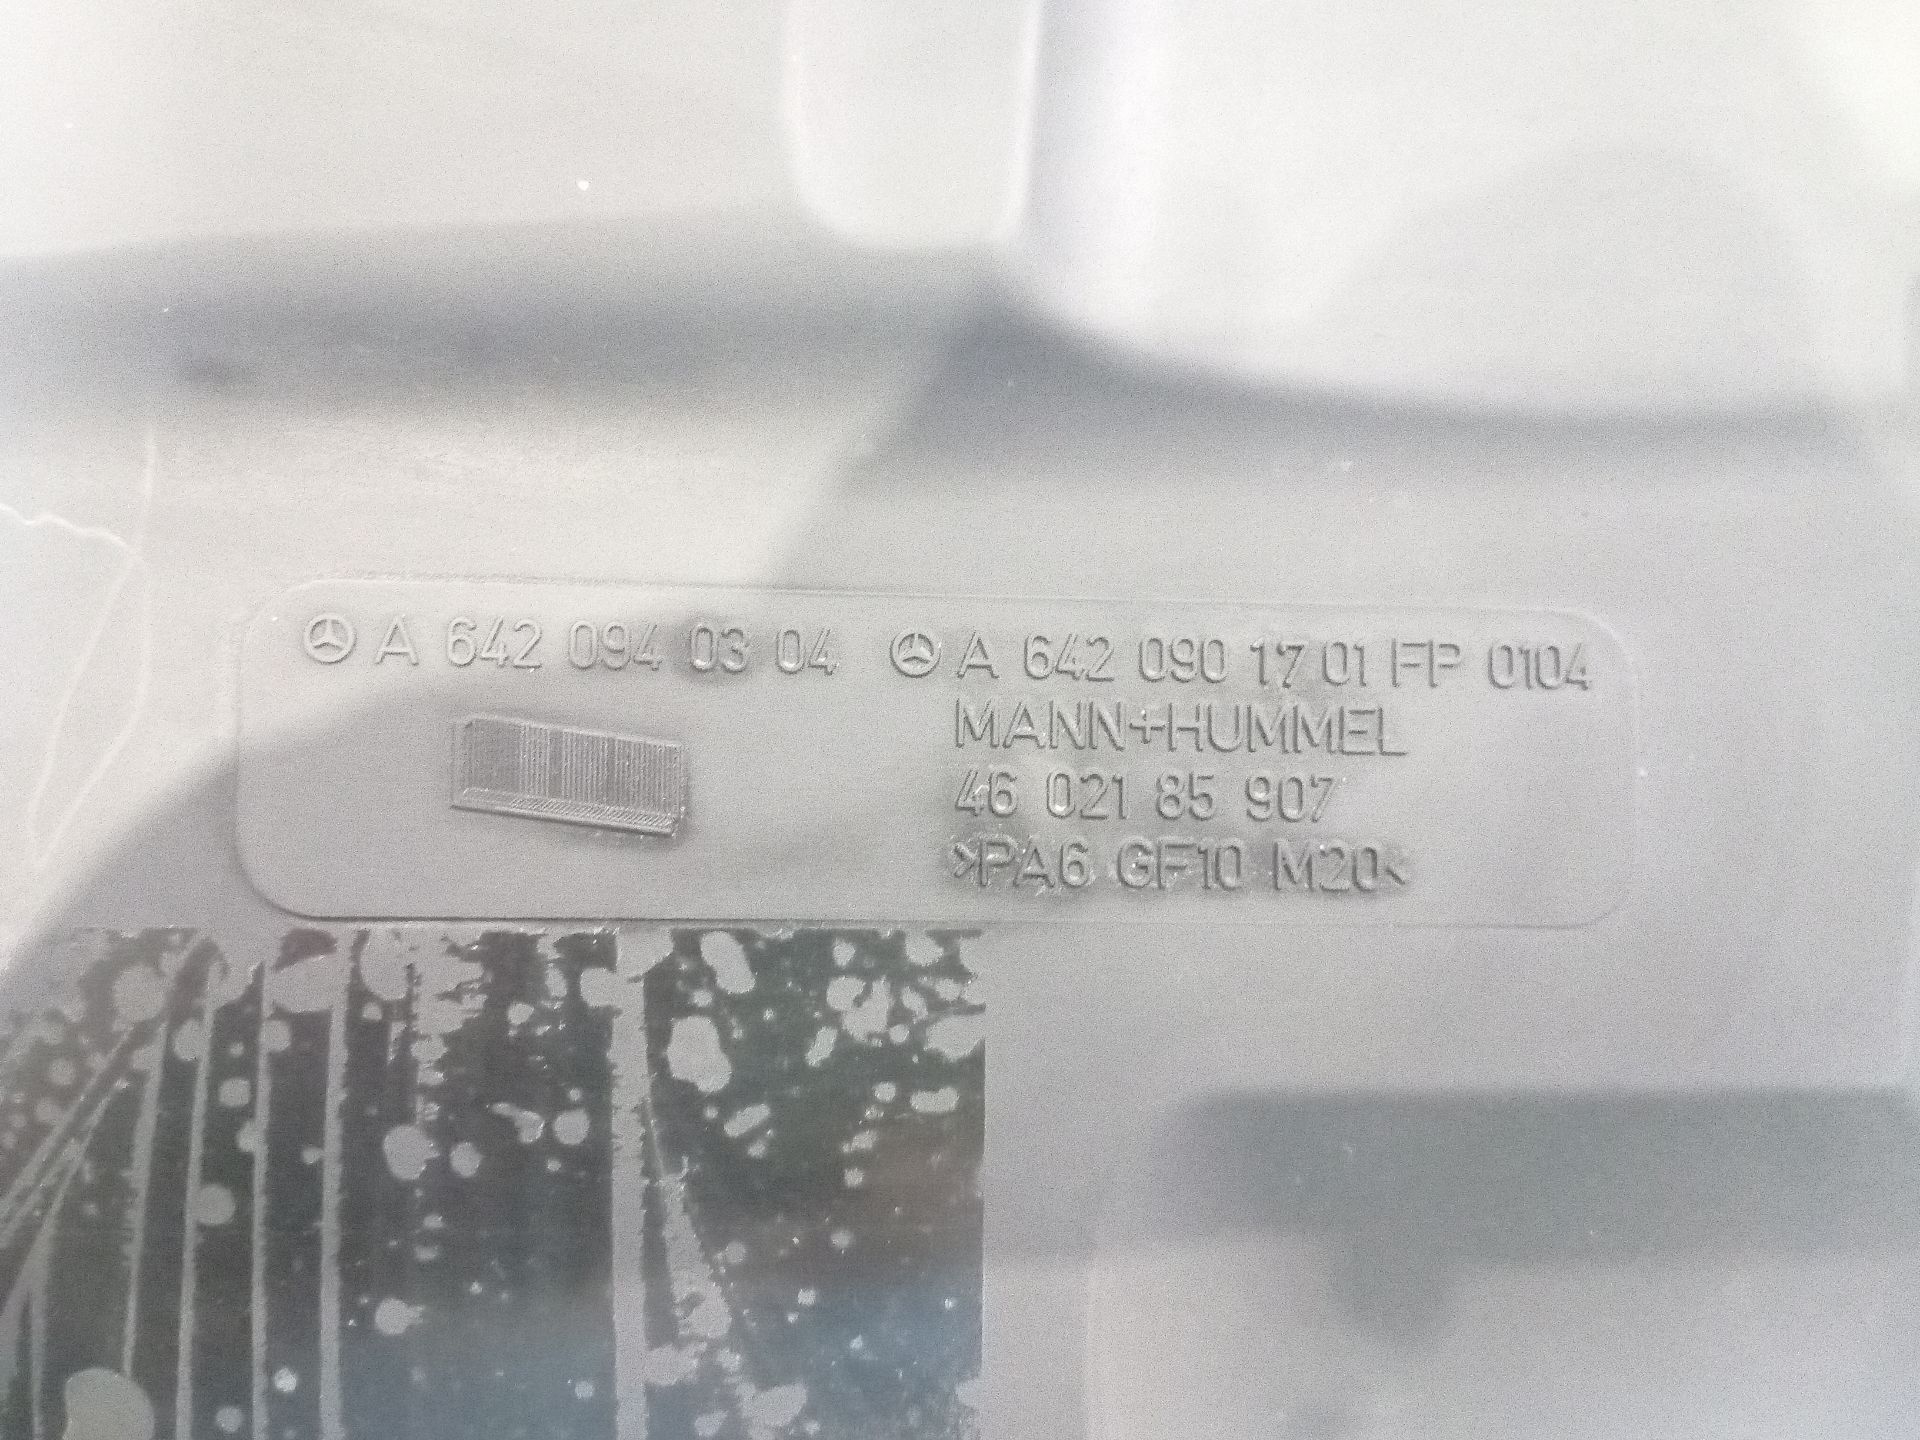 A 642 094 03 04 A 642 090 17 01 FP 0104
MANN+HUMMEL
46 021 85 907
>PA6 GF10 M20<